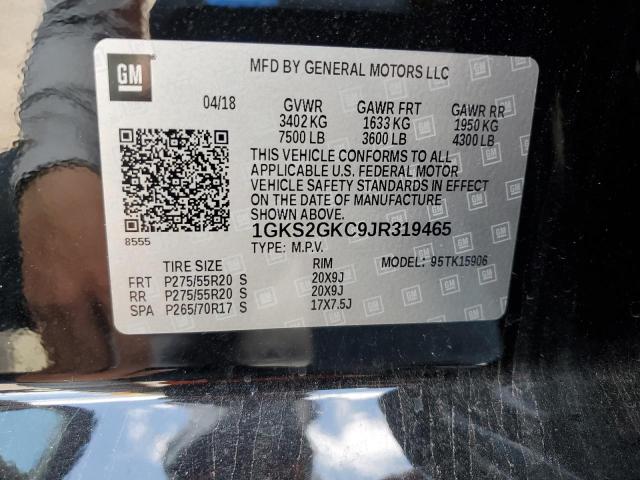 GM
MFD BY GENERAL MOTORS LLC
04/18 GVWR GAWR FRT GAWR RR
3402 KG 1633 KG 1950 KG
7500 LB 3600 LB 4300 LB
THIS VEHICLE CONFORMS TO ALL
APPLICABLE U.S. FEDERAL MOTOR
VEHICLE SAFETY STANDARDS IN EFFECT
ON THE DATE OF MANUFACTURE
SHOWN ABOVE.
8555
1GKS2GKC9JR319465
TYPE: M.P.V. MODEL: 95TK15906
TIRE SIZE RIM
FRT P275/55R20 S 20X9J
RR P275/55R20 S 20X9J
SPA P265/70R17 S 17X7.5J